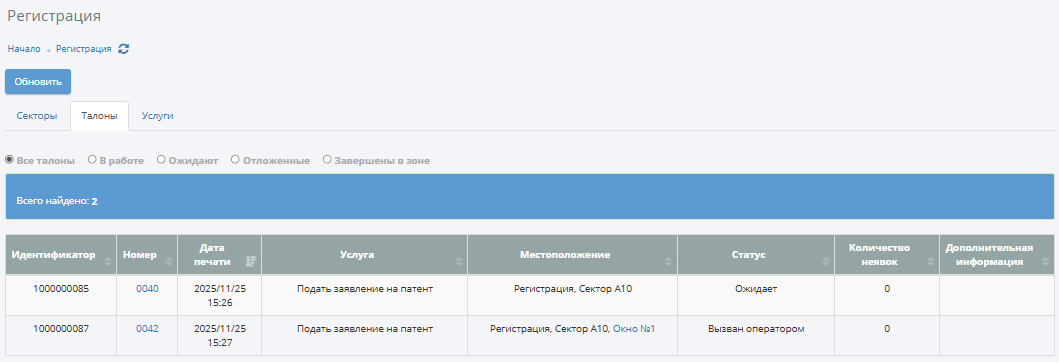 Регистрация
Начало Регистрация
Обновить
Секторы Талоны Услуги
Все талоны В работе Ожидают Отложенные Завершены в зоне
Всего найдено: 2
Идентификатор Номер Дата печати Услуга Местоположение Статус Количество неявок Дополнительная информация
1000000085 0040 2025/11/25 15:26 Подать заявление на патент Регистрация, Сектор А10 Ожидает 0
1000000087 0042 2025/11/25 15:27 Подать заявление на патент Регистрация, Сектор А10, Окно №1 Вызван оператором 0